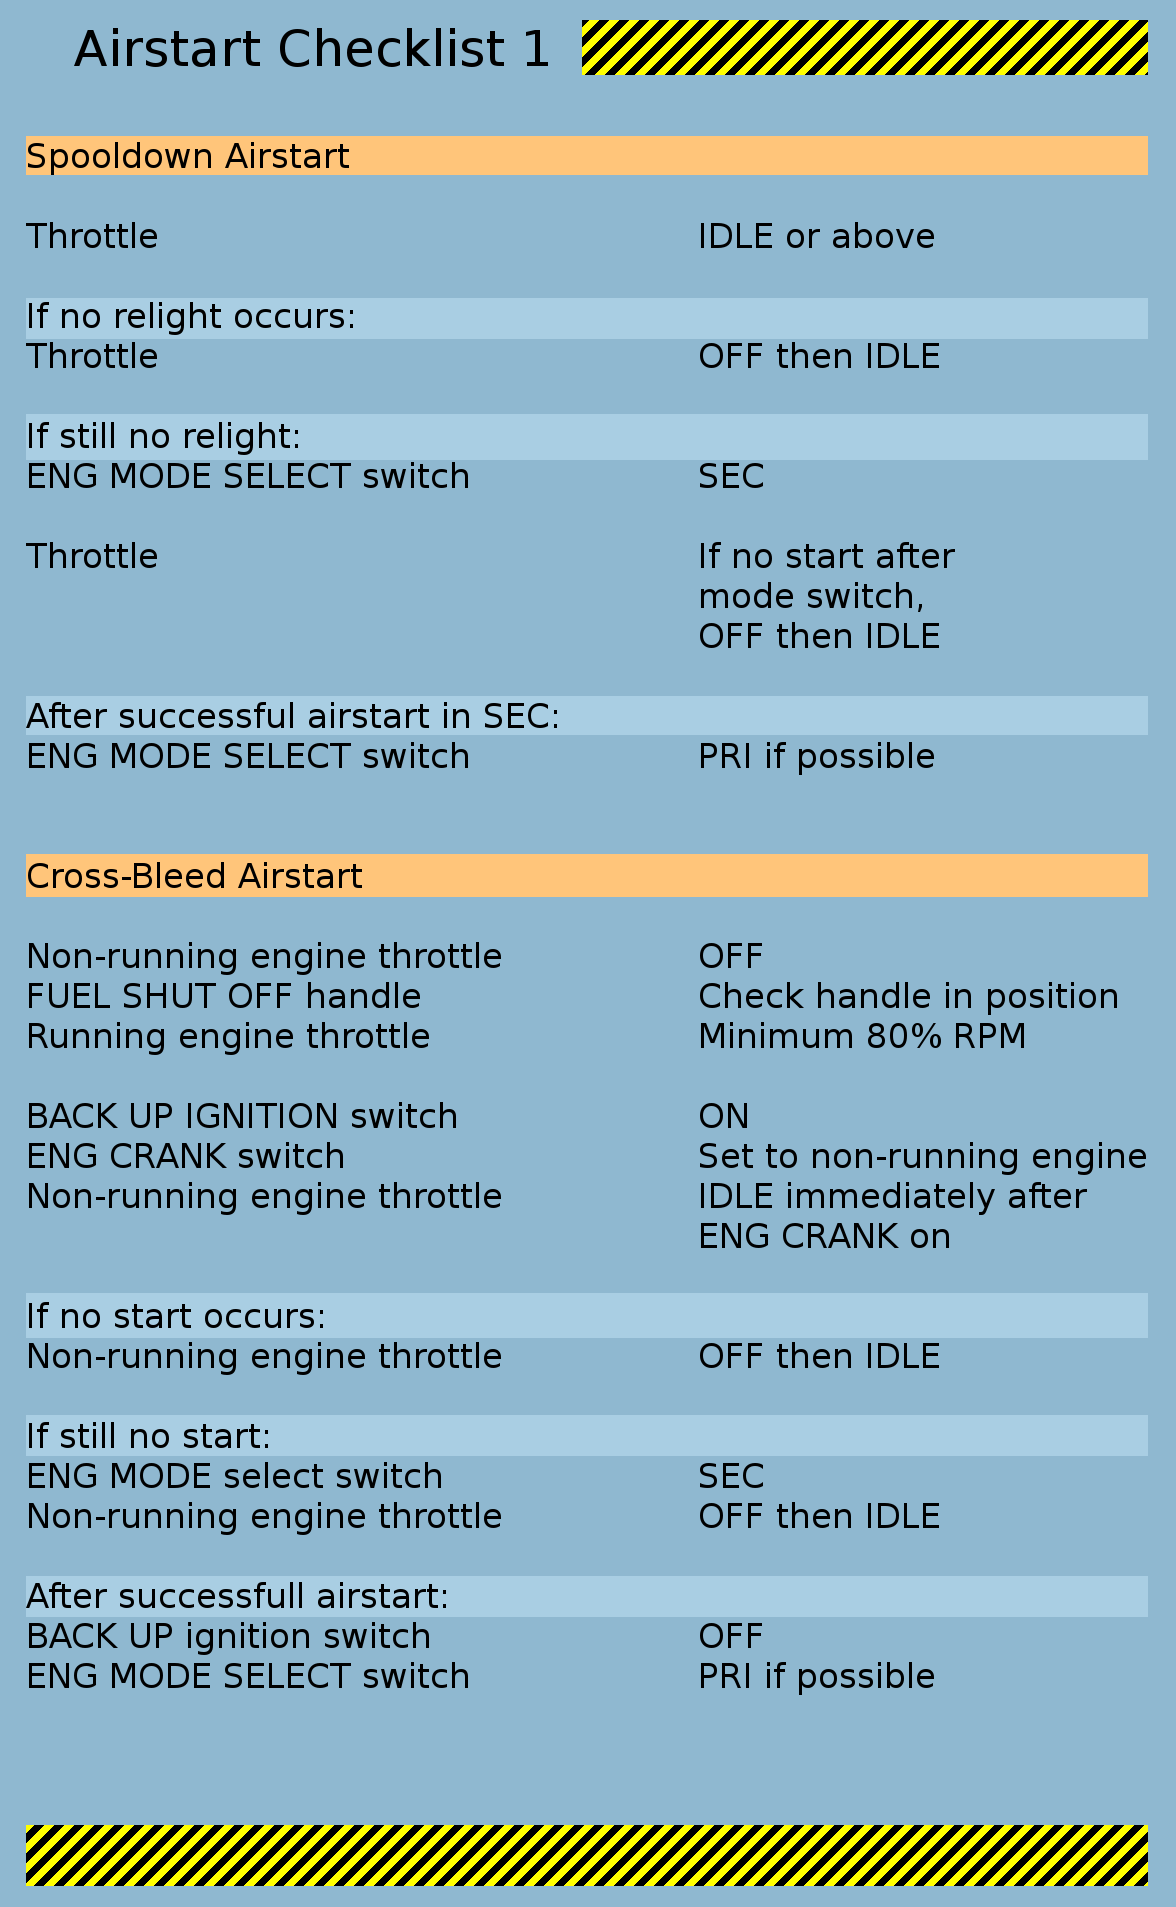 Airstart Checklist 1
Spooldown Airstart
Throttle IDLE or above
If no relight occurs:
Throttle OFF then IDLE
If still no relight:
ENG MODE SELECT switch SEC
Throttle If no start after
mode switch,
OFF then IDLE
After successful airstart in SEC:
ENG MODE SELECT switch PRI if possible
Cross-Bleed Airstart
Non-running engine throttle OFF
FUEL SHUT OFF handle Check handle in position
Running engine throttle Minimum 80% RPM
BACK UP IGNITION switch ON
ENG CRANK switch Set to non-running engine
Non-running engine throttle IDLE immediately after
ENG CRANK on
If no start occurs:
Non-running engine throttle OFF then IDLE
If still no start:
ENG MODE select switch SEC
Non-running engine throttle OFF then IDLE
After successfull airstart:
BACK UP ignition switch OFF
ENG MODE SELECT switch PRI if possible